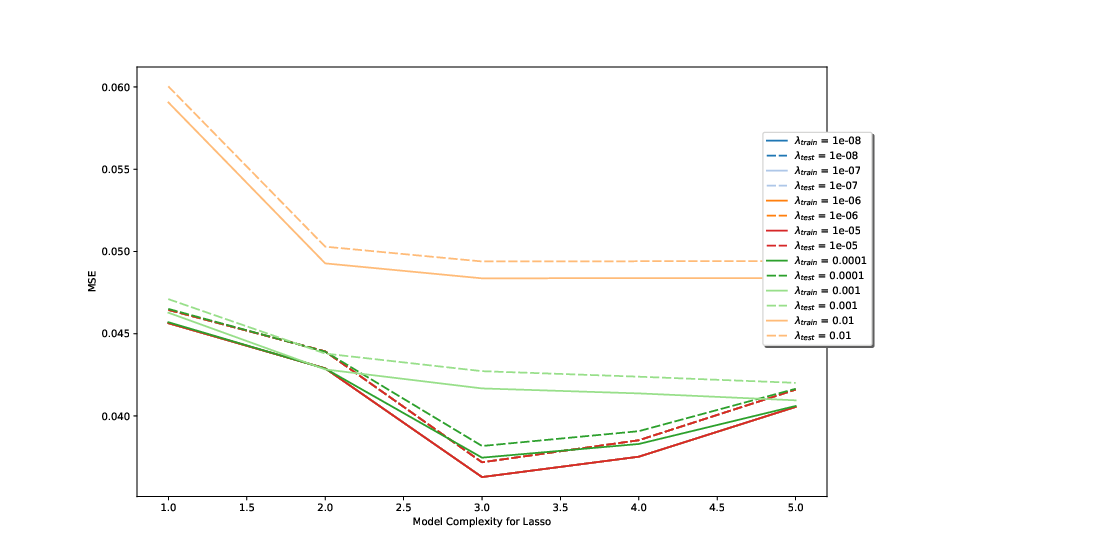 0.060
0.055
0.050
0.045
0.040
MSE
1.0 1.5 2.0 2.5 3.0 3.5 4.0 4.5 5.0
Model Complexity for Lasso
λtrain = 1e-08
λtest = 1e-08
λtrain = 1e-07
λtest = 1e-07
λtrain = 1e-06
λtest = 1e-06
λtrain = 1e-05
λtest = 1e-05
λtrain = 0.0001
λtest = 0.0001
λtrain = 0.001
λtest = 0.001
λtrain = 0.01
λtest = 0.01